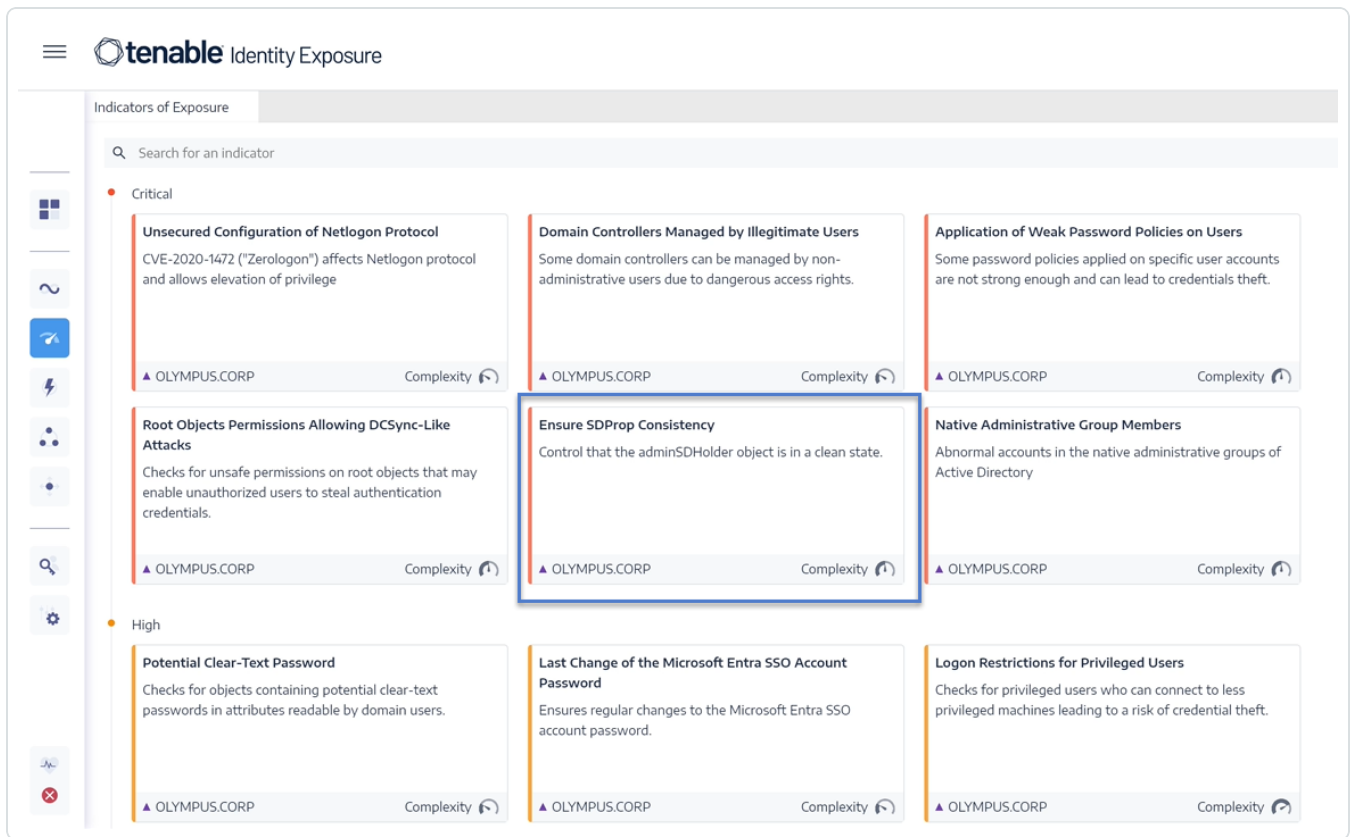 tenable Identity Exposure
Indicators of Exposure
Search for an indicator
Critical
Unsecured Configuration of Netlogon Protocol
CVE-2020-1472 ("Zerologon") affects Netlogon protocol
and allows elevation of privilege
OLYMPUS.CORP
Complexity
Domain Controllers Managed by Illegitimate Users
Some domain controllers can be managed by non-
administrative users due to dangerous access rights.
OLYMPUS.CORP
Complexity
Application of Weak Password Policies on Users
Some password policies applied on specific user accounts
are not strong enough and can lead to credentials theft.
OLYMPUS.CORP
Complexity
Root Objects Permissions Allowing DCSync-Like
Attacks
Checks for unsafe permissions on root objects that may
enable unauthorized users to steal authentication
credentials.
OLYMPUS.CORP
Complexity
Ensure SDProp Consistency
Control that the adminSDHolder object is in a clean state.
OLYMPUS.CORP
Complexity
Native Administrative Group Members
Abnormal accounts in the native administrative groups of
Active Directory
OLYMPUS.CORP
Complexity
High
Potential Clear-Text Password
Checks for objects containing potential clear-text
passwords in attributes readable by domain users.
OLYMPUS.CORP
Complexity
Last Change of the Microsoft Entra SSO Account
Password
Ensures regular changes to the Microsoft Entra SSO
account password.
OLYMPUS.CORP
Complexity
Logon Restrictions for Privileged Users
Checks for privileged users who can connect to less
privileged machines leading to a risk of credential theft.
OLYMPUS.CORP
Complexity